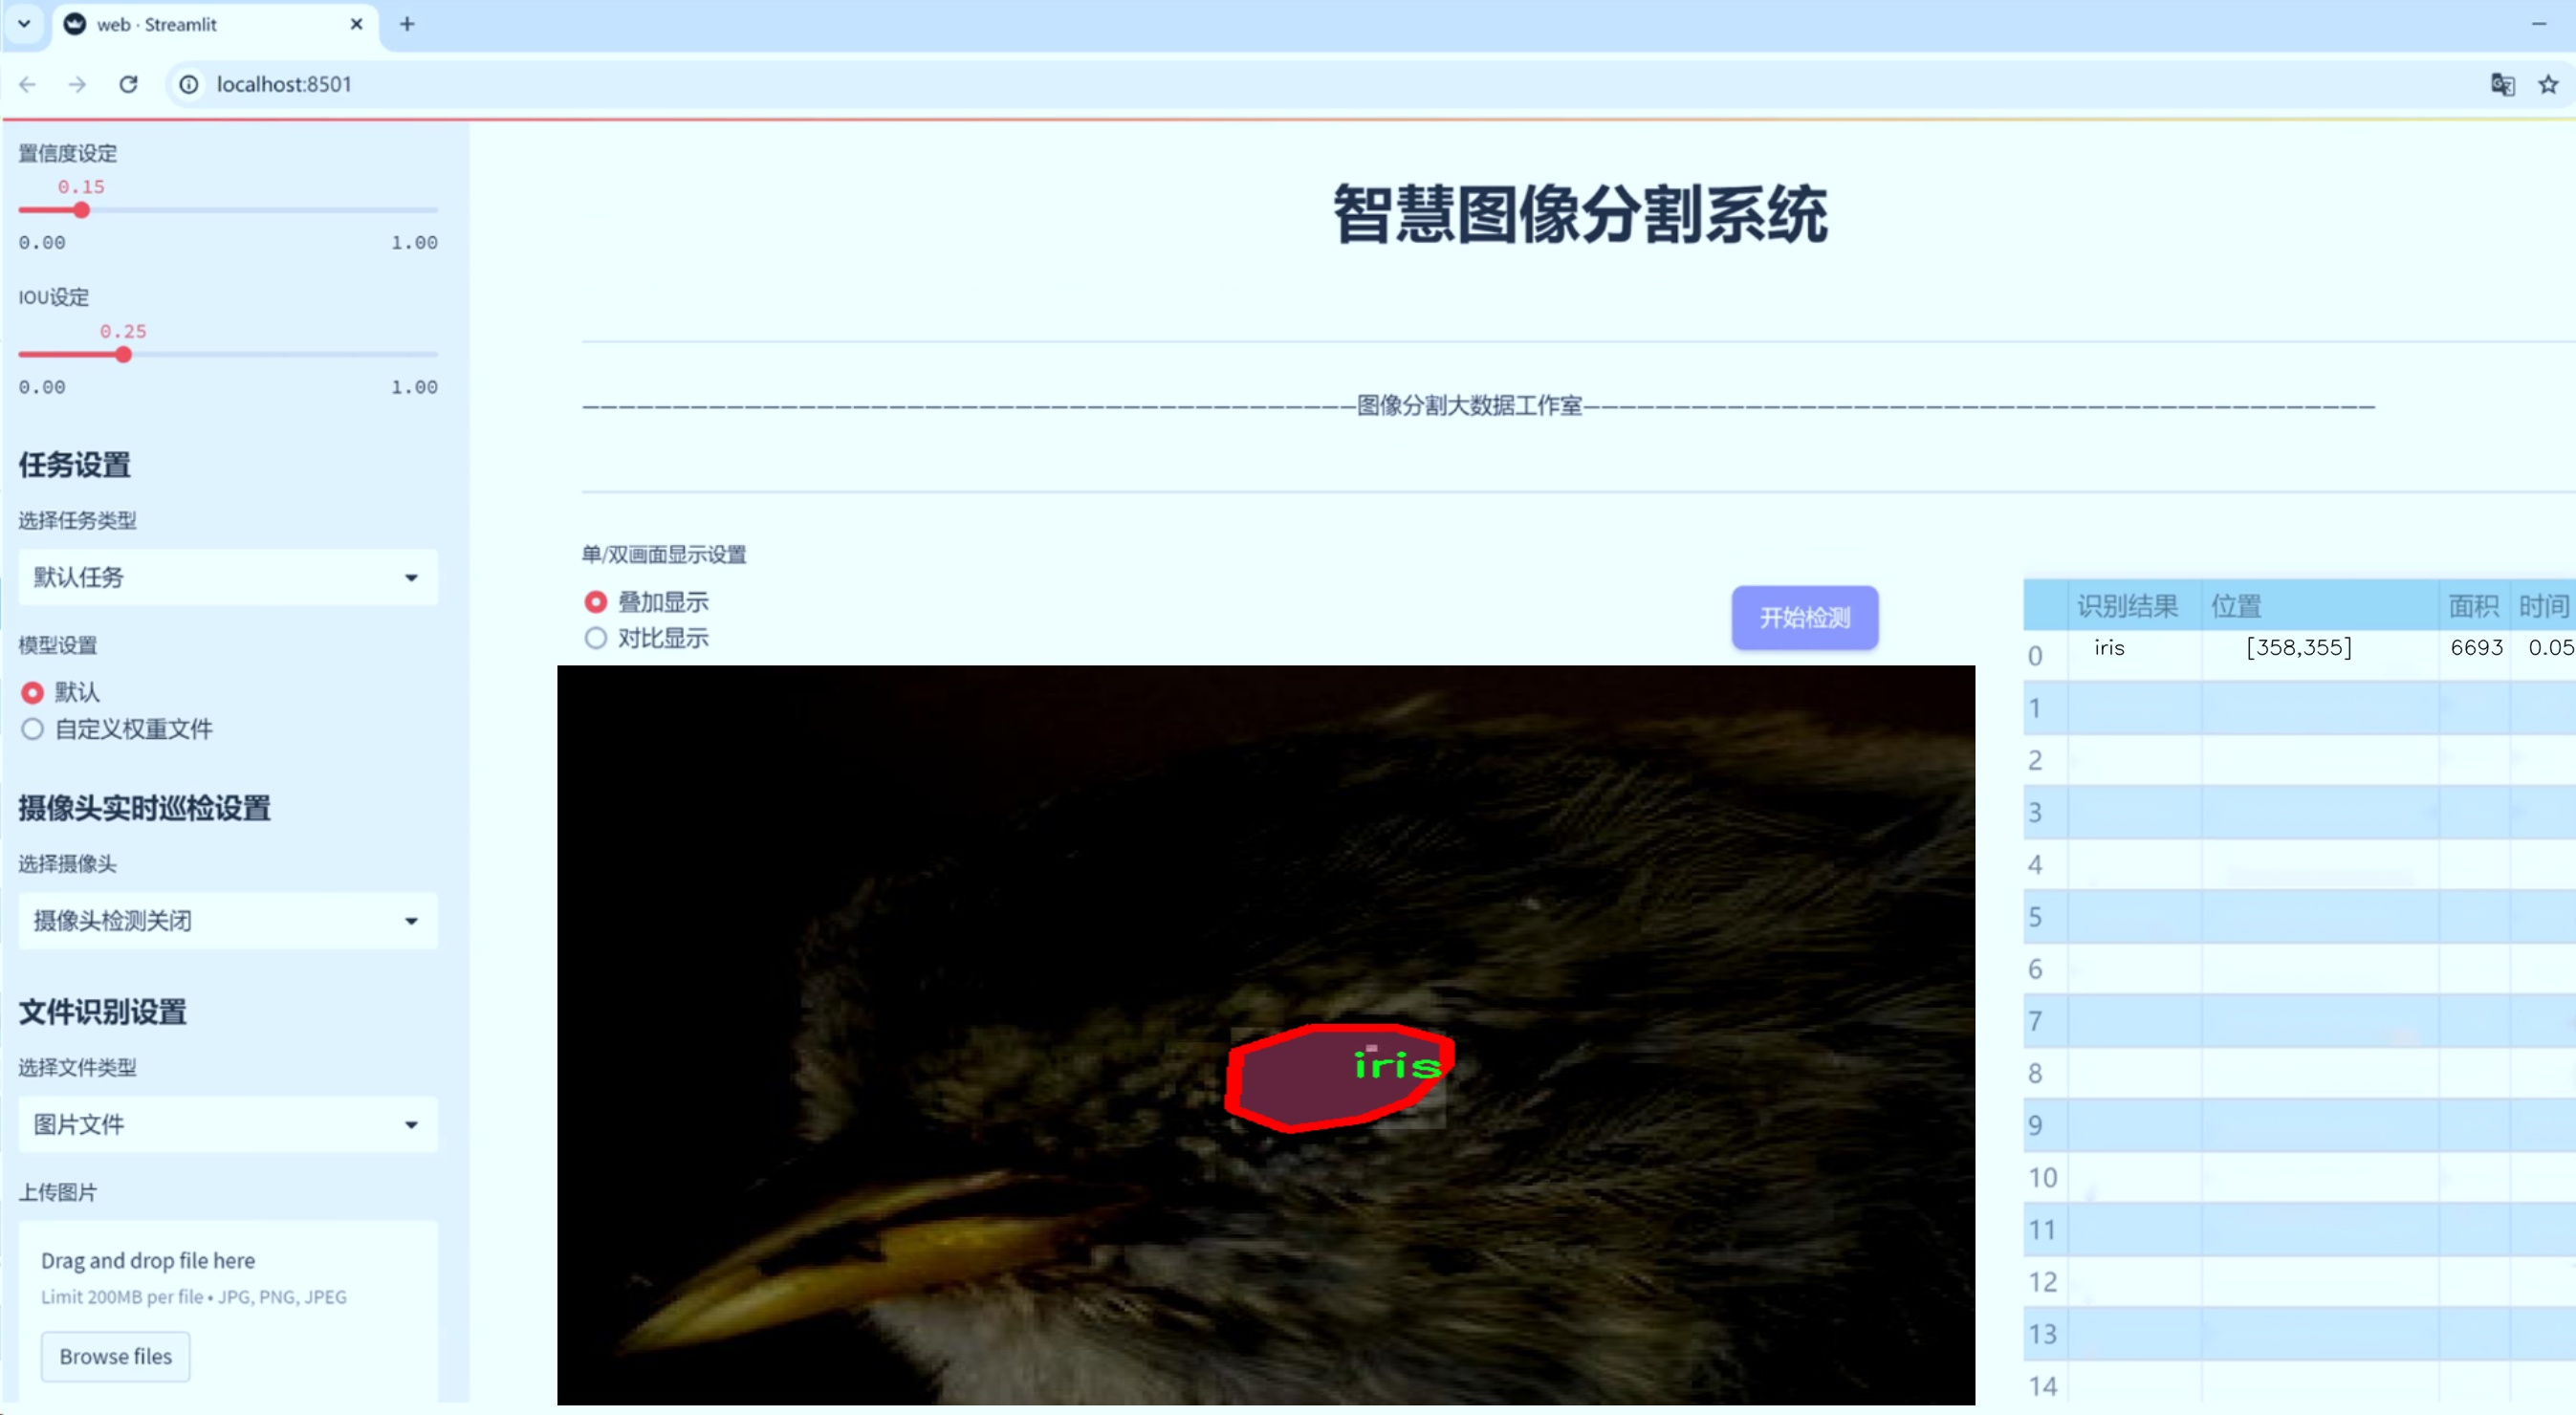 web · Streamlit
localhost:8501
置信度设定
0.15
0.00 1.00
IOU设定
0.25
0.00 1.00
任务设置
选择任务类型
默认任务
模型设置
默认
自定义权重文件
摄像头实时巡检设置
选择摄像头
摄像头检测关闭
文件识别设置
选择文件类型
图片文件
上传图片
Drag and drop file here
Limit 200MB per file • JPG, PNG, JPEG
Browse files
智慧图像分割系统
———————————————————————————————————————————图像分割大数据工作室————————————————————————————————————————————
单/双画面显示设置
叠加显示
对比显示
开始检测
iris
识别结果 位置 面积 时间
0 iris [358,355] 6693 0.05
1
2
3
4
5
6
7
8
9
10
11
12
13
14